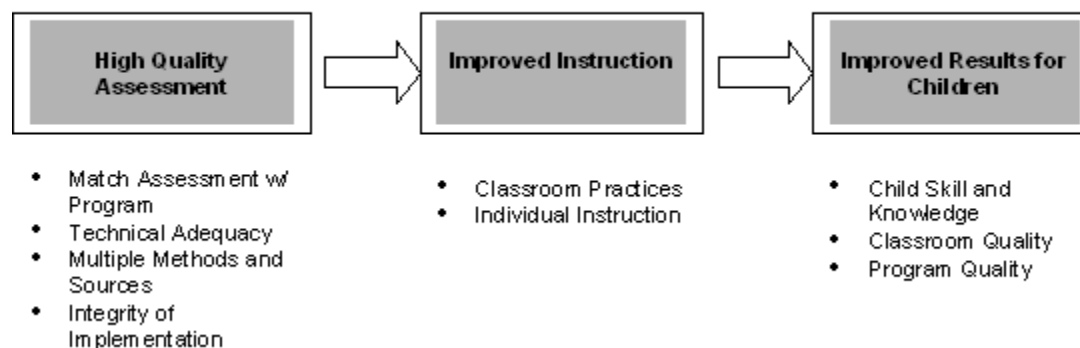 High Quality
Assessment
Improved Instruction
Improved Results for
Children
• Match Assessment w/
Program
• Technical Adequacy
• Multiple Methods and
Sources
• Integrity of
Implementation
• Classroom Practices
• Individual Instruction
• Child Skill and
Knowledge
• Classroom Quality
• Program Quality